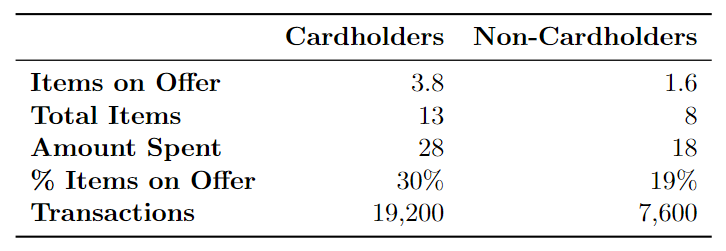 Cardholders Non-Cardholders
Items on Offer 3.8 1.6
Total Items 13 8
Amount Spent 28 18
% Items on Offer 30% 19%
Transactions 19,200 7,600